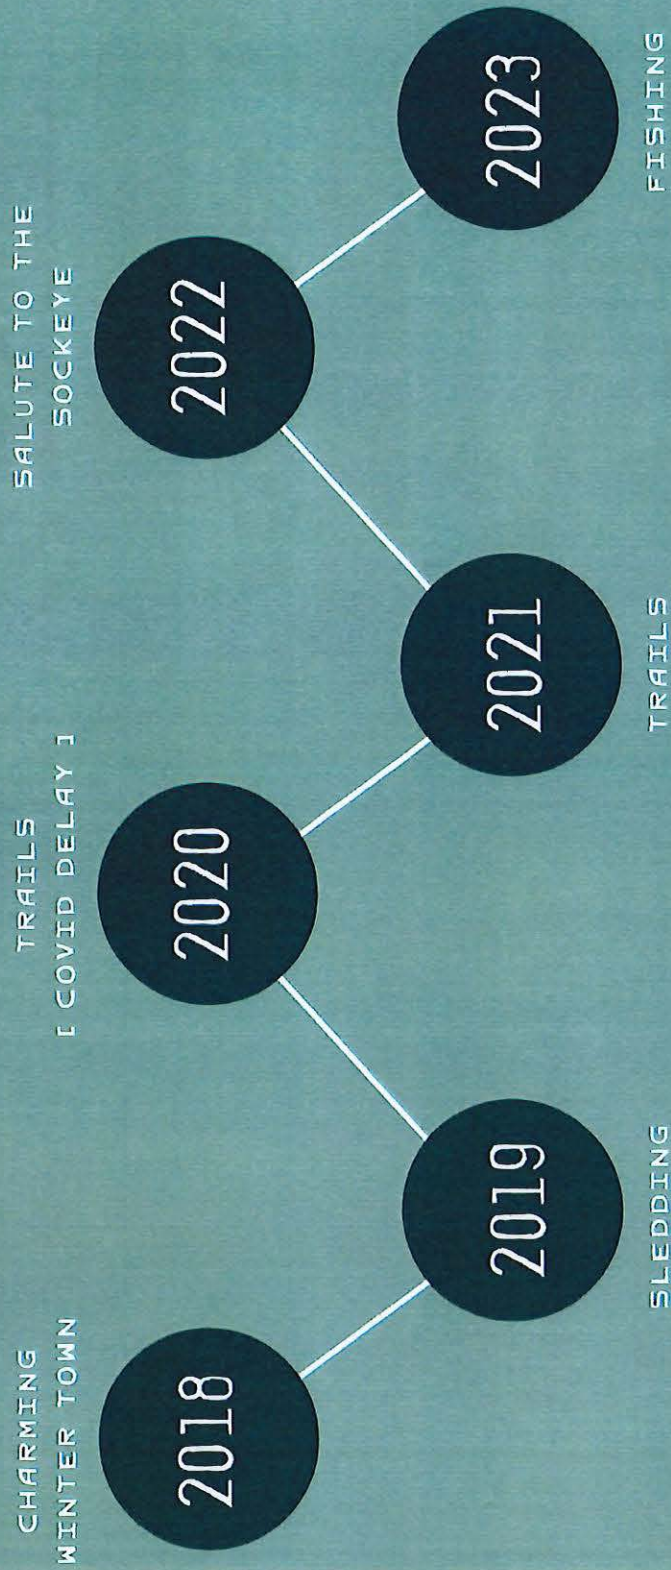 CHARMING
WINTER TOWN
2018
2019
SLEDDING
TRAILS
[ COVID DELAY ]
2020
2021
TRAILS
SALUTE TO THE
SOCKEYE
2022
2023
FISHING